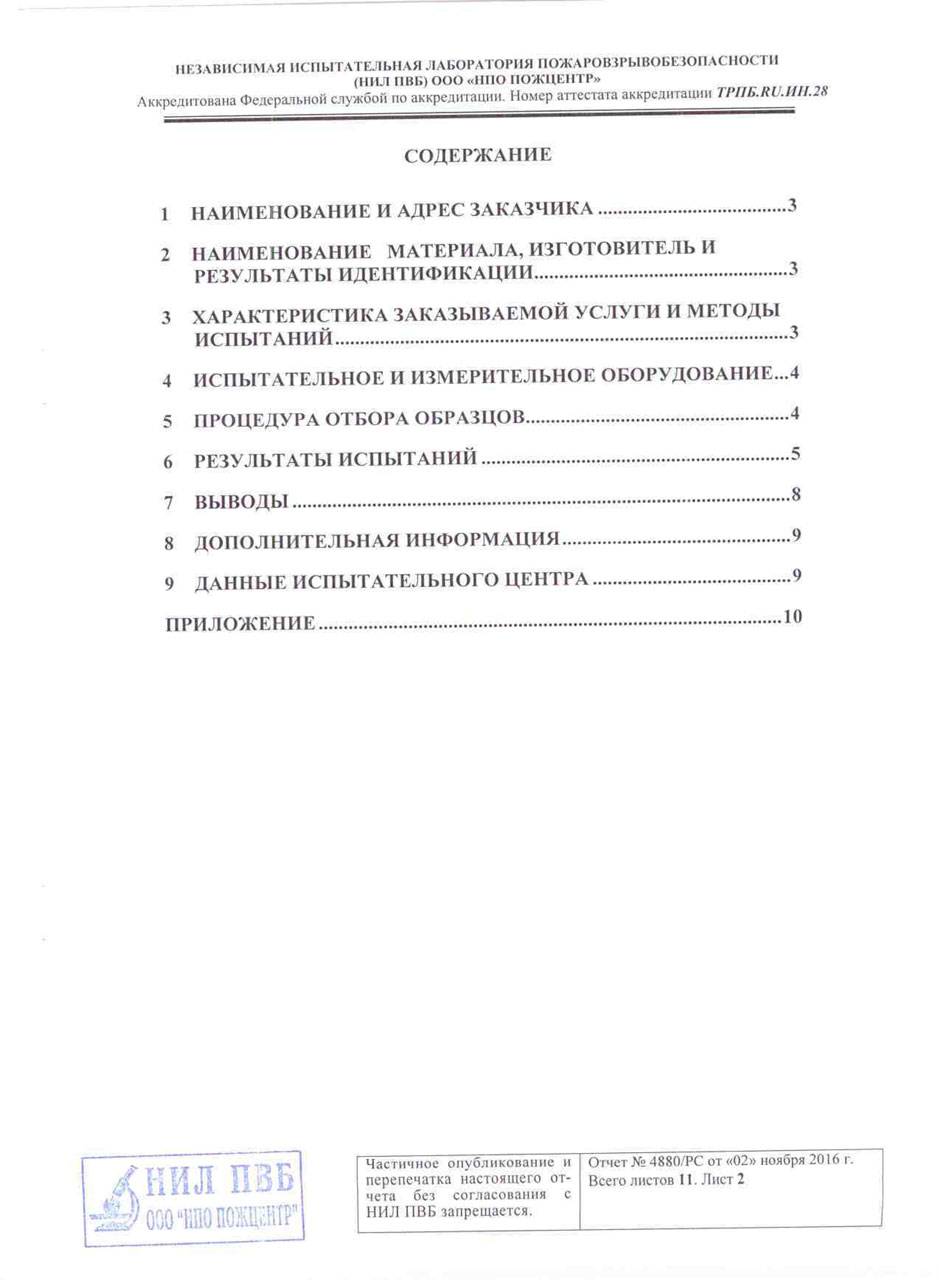 НЕЗАВИСИМАЯ ИСПЫТАТЕЛЬНАЯ ЛАБОРАТОРИЯ ПОЖАРОВЗРЫВОБЕЗОПАСНОСТИ
(НИЛ ПВБ) ООО «НПО ПОЖЦЕНТР»
Аккредитована Федеральной службой по аккредитации. Номер аттестата аккредитации ТРПБ.RU.ИН.28
СОДЕРЖАНИЕ
1 НАИМЕНОВАНИЕ И АДРЕС ЗАКАЗЧИКА ...................................3
2 НАИМЕНОВАНИЕ МАТЕРИАЛА, ИЗГОТОВИТЕЛЬ И
РЕЗУЛЬТАТЫ ИДЕНТИФИКАЦИИ...............................................3
3 ХАРАКТЕРИСТИКА ЗАКАЗЫВАЕМОЙ УСЛУГИ И МЕТОДЫ
ИСПЫТАНИЙ....................................................................................3
4 ИСПЫТАТЕЛЬНОЕ И ИЗМЕРИТЕЛЬНОЕ ОБОРУДОВАНИЕ...4
5 ПРОЦЕДУРА ОТБОРА ОБРАЗЦОВ.................................................4
6 РЕЗУЛЬТАТЫ ИСПЫТАНИЙ .........................................................5
7 ВЫВОДЫ ............................................................................................8
8 ДОПОЛНИТЕЛЬНАЯ ИНФОРМАЦИЯ..........................................9
9 ДАННЫЕ ИСПЫТАТЕЛЬНОГО ЦЕНТРА .....................................9
ПРИЛОЖЕНИЕ ......................................................................................10
НИЛ ПВБ
ООО "НПО ПОЖЦЕНТР"
Частичное опубликование и
перепечатка настоящего от-
чета без согласования с
НИЛ ПВБ запрещается.
Отчет № 4880/РС от «02» ноября 2016 г.
Всего листов 11. Лист 2